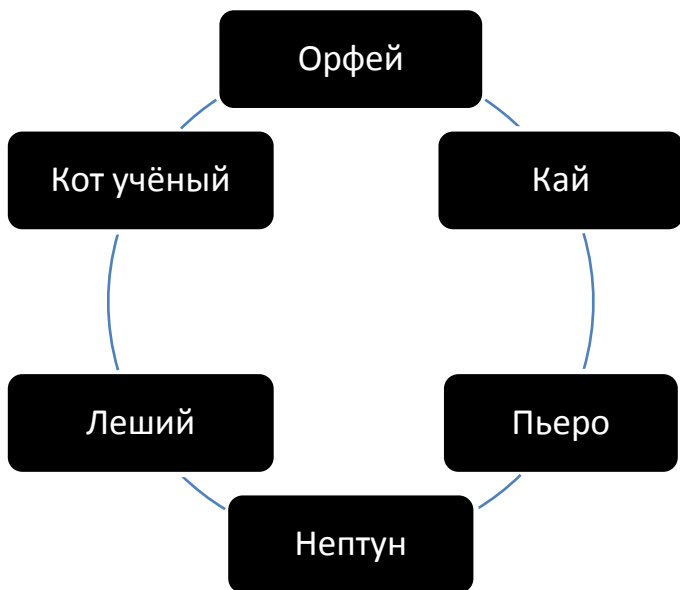 Орфей
Кай
Пьеро
Нептун
Леший
Кот учёный